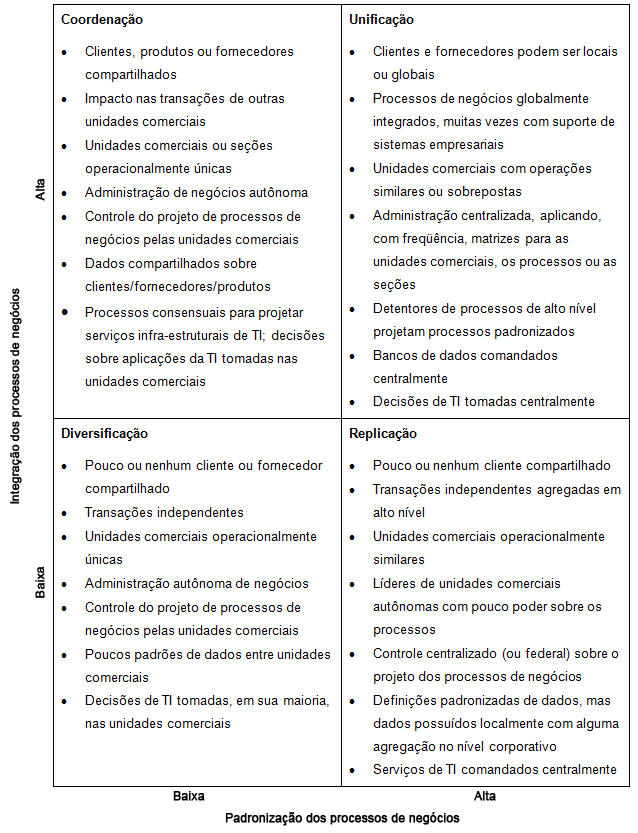 Coordenação
• Clientes, produtos ou fornecedores
compartilhados
• Impacto nas transações de outras
unidades comerciais
• Unidades comerciais ou seções
operacionalmente únicas
• Administração de negócios autônoma
• Controle do projeto de processos de
negócios pelas unidades comerciais
• Dados compartilhados sobre
clientes/fornecedores/produtos
• Processos consensuais para projetar
serviços infra-estruturais de TI; decisões
sobre aplicações da TI tomadas nas
unidades comerciais
Unificação
• Clientes e fornecedores podem ser locais
ou globais
• Processos de negócios globalmente
integrados, muitas vezes com suporte de
sistemas empresariais
• Unidades comerciais com operações
similares ou sobrepostas
• Administração centralizada, aplicando,
com freqüência, matrizes para as
unidades comerciais, os processos ou as
seções
• Detentores de processos de alto nível
projetam processos padronizados
• Bancos de dados comandados
centralmente
• Decisões de TI tomadas centralmente
Diversificação
• Pouco ou nenhum cliente ou fornecedor
compartilhado
• Transações independentes
• Unidades comerciais operacionalmente
únicas
• Administração autônoma de negócios
• Controle do projeto de processos de
negócios pelas unidades comerciais
• Poucos padrões de dados entre unidades
comerciais
• Decisões de TI tomadas, em sua maioria,
nas unidades comerciais
Replicação
• Pouco ou nenhum cliente compartilhado
• Transações independentes agregadas em
alto nível
• Unidades comerciais operacionalmente
similares
• Líderes de unidades comerciais
autônomas com pouco poder sobre os
processos
• Controle centralizado (ou federal) sobre o
projeto dos processos de negócios
• Definições padronizadas de dados, mas
dados possuídos localmente com alguma
agregação no nível corporativo
• Serviços de TI comandados centralmente
Alta
Baixa
Integração dos processos de negócios
Baixa
Alta
Padronização dos processos de negócios